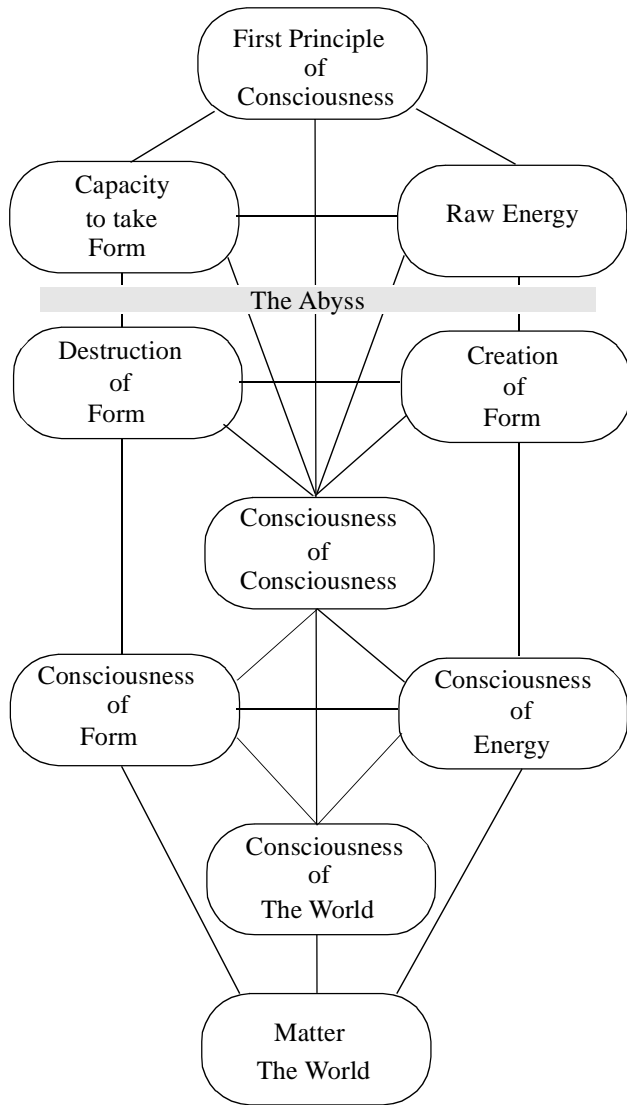 First Principle
of
Consciousness
Capacity
to take
Form
Raw Energy
The Abyss
Destruction
of
Form
Creation
of
Form
Consciousness
of
Consciousness
Consciousness
of
Form
Consciousness
of
Energy
Consciousness
of
The World
Matter
The World